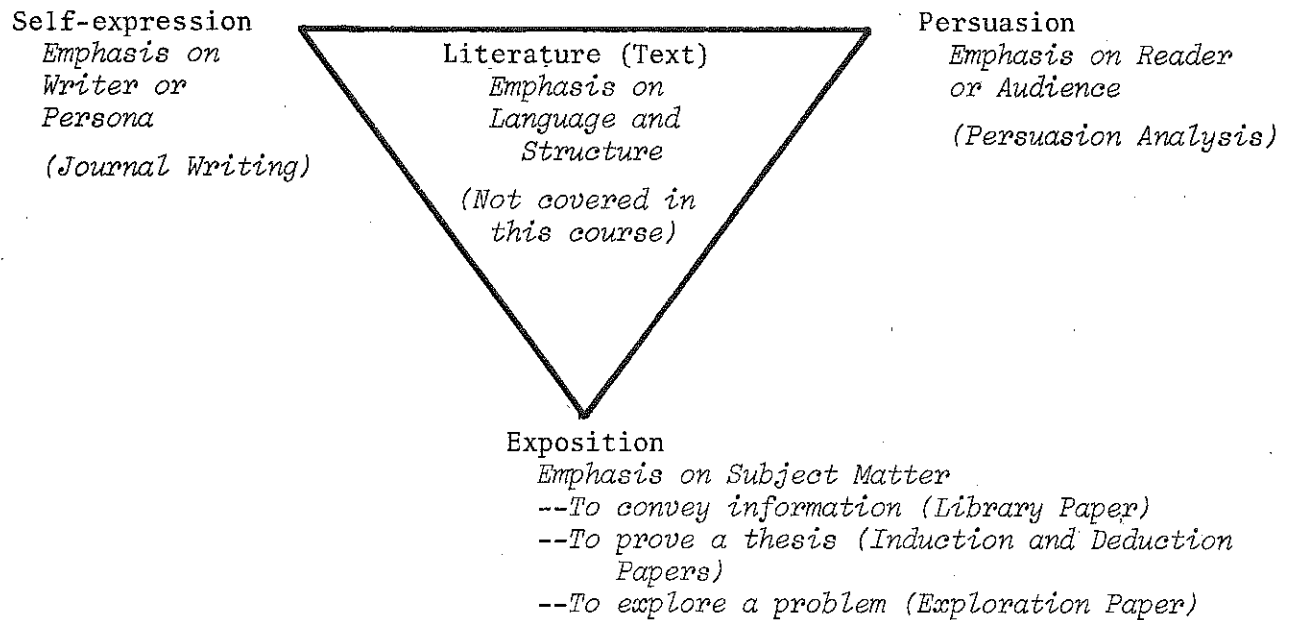 Self-expression
Emphasis on
Writer or
Persona
(Journal Writing)
Literature (Text)
Emphasis on
Language and
Structure
(Not covered in
this course)
Persuasion
Emphasis on Reader
or Audience
(Persuasion Analysis)
Exposition
Emphasis on Subject Matter
--To convey information (Library Paper)
--To prove a thesis (Induction and Deduction
Papers)
--To explore a problem (Exploration Paper)